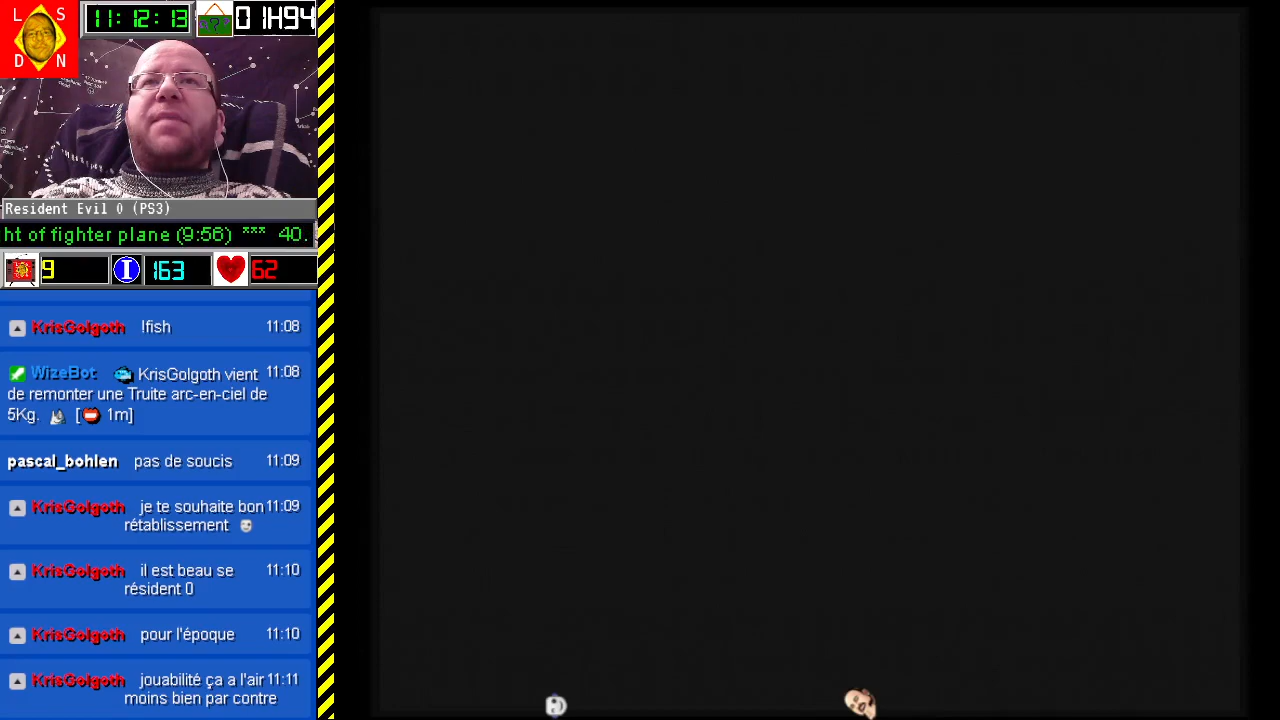 L S
D N
11:12:13
01H94
Resident Evil 0 (PS3)
ht of fighter plane (9:56) *** 40.
9
163
62
KrisGolgoth !fish 11:08
WizeBot KrisGolgoth vient 11:08
de remonter une Truite arc-en-ciel de
5Kg. [ 1m]
pascal_bohlen pas de soucis 11:09
KrisGolgoth je te souhaite bon 11:09
rétablissement
KrisGolgoth il est beau se 11:10
résident 0
KrisGolgoth pour l'époque 11:10
KrisGolgoth jouabilité ça a l'air 11:11
moins bien par contre